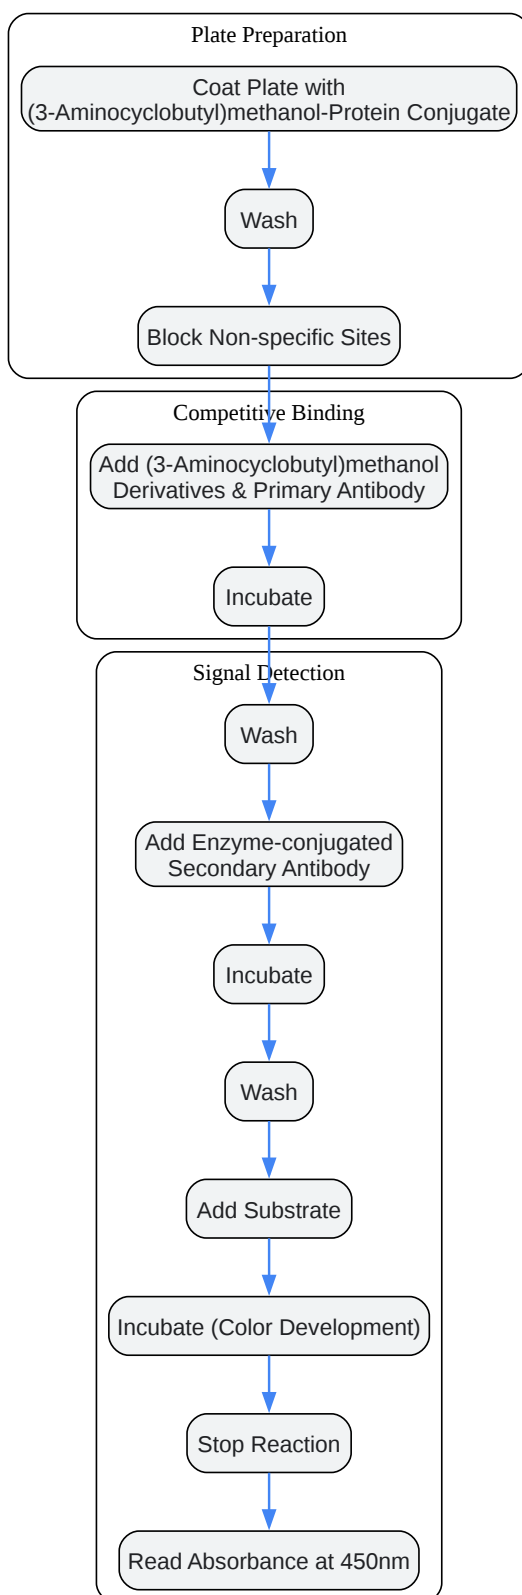 Plate Preparation
Coat Plate with
(3-Aminocyclobutyl)methanol-Protein Conjugate
Wash
Block Non-specific Sites
Competitive Binding
Add (3-Aminocyclobutyl)methanol
Derivatives & Primary Antibody
Incubate
Signal Detection
Wash
Add Enzyme-conjugated
Secondary Antibody
Incubate
Wash
Add Substrate
Incubate (Color Development)
Stop Reaction
Read Absorbance at 450nm